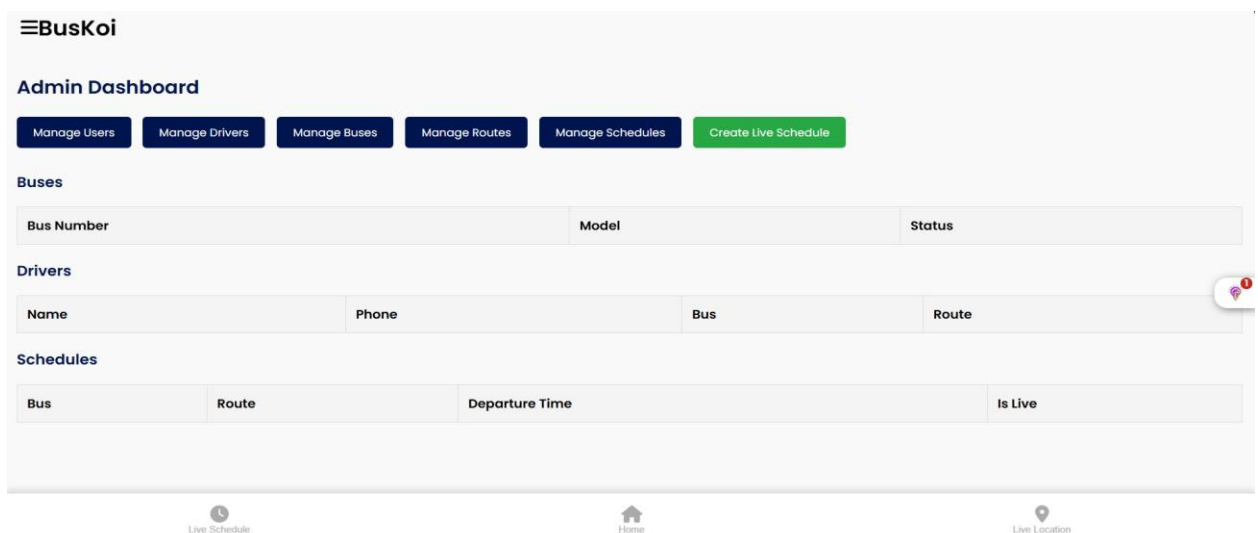 BusKoi
Admin Dashboard
Manage Users Manage Drivers Manage Buses Manage Routes Manage Schedules Create Live Schedule
Buses
Bus Number Model Status
Drivers
1
Name Phone Bus Route
Schedules
Bus Route Departure Time Is Live
Live Schedule Home Live Location